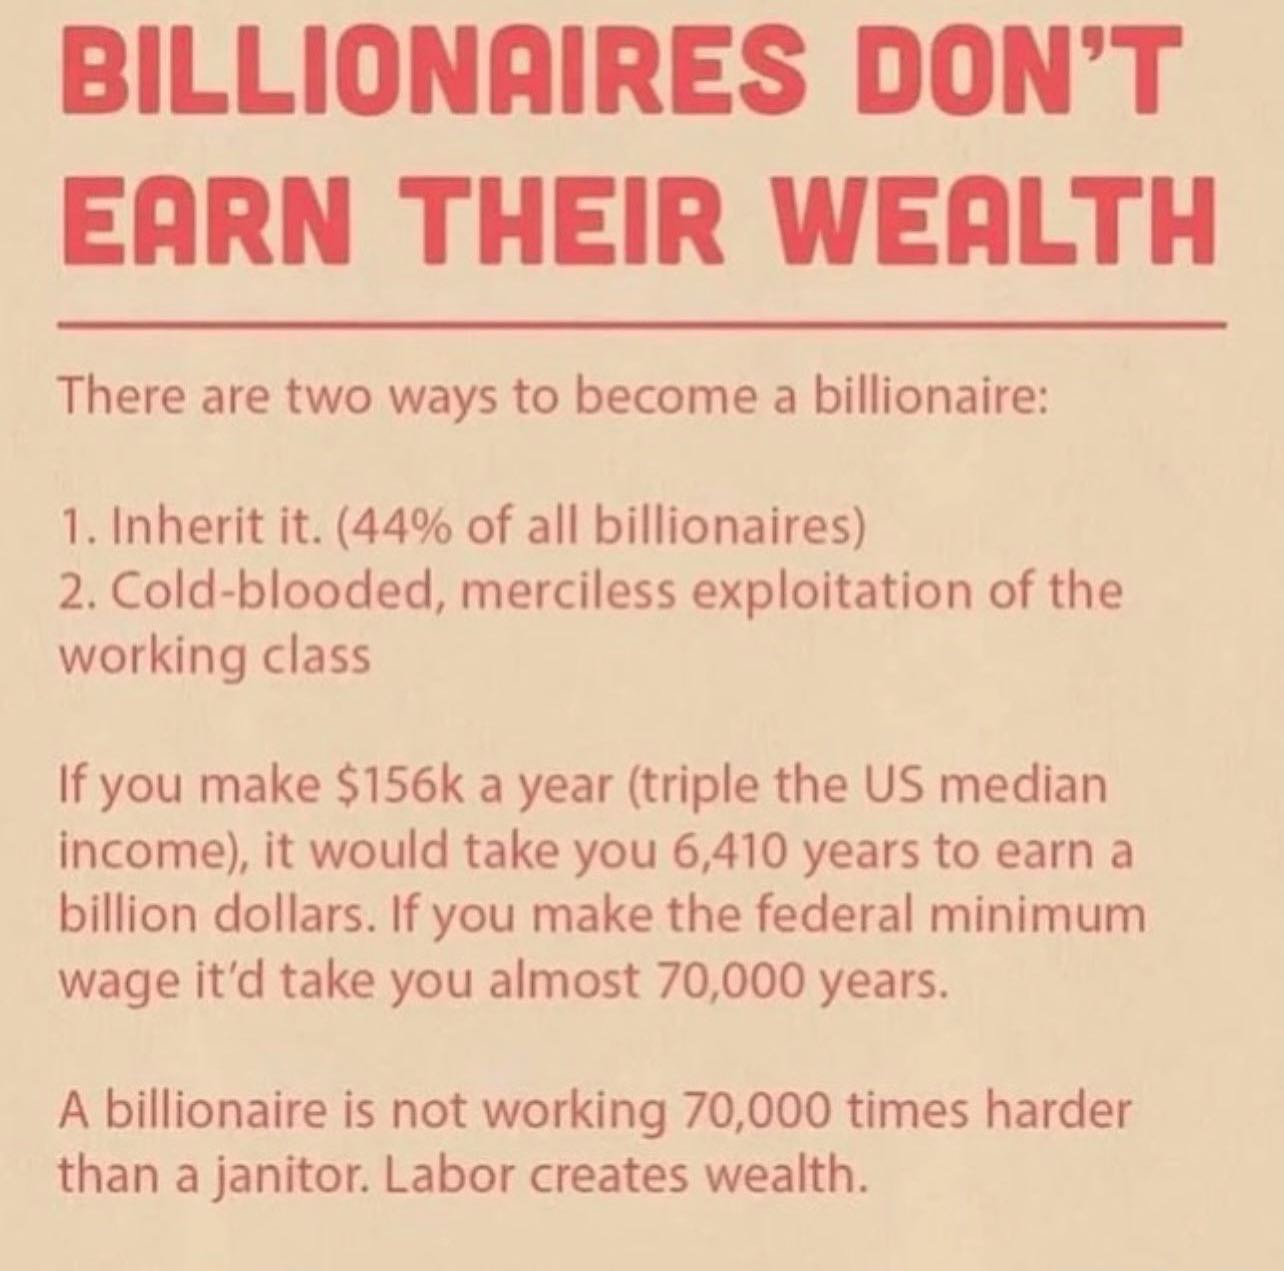 BILLIONAIRES DON'T
EARN THEIR WEALTH
There are two ways to become a billionaire:
1. Inherit it. (44% of all billionaires)
2. Cold-blooded, merciless exploitation of the
working class
If you make $156k a year (triple the US median
income), it would take you 6,410 years to earn a
billion dollars. If you make the federal minimum
wage it'd take you almost 70,000 years.
A billionaire is not working 70,000 times harder
than a janitor. Labor creates wealth.